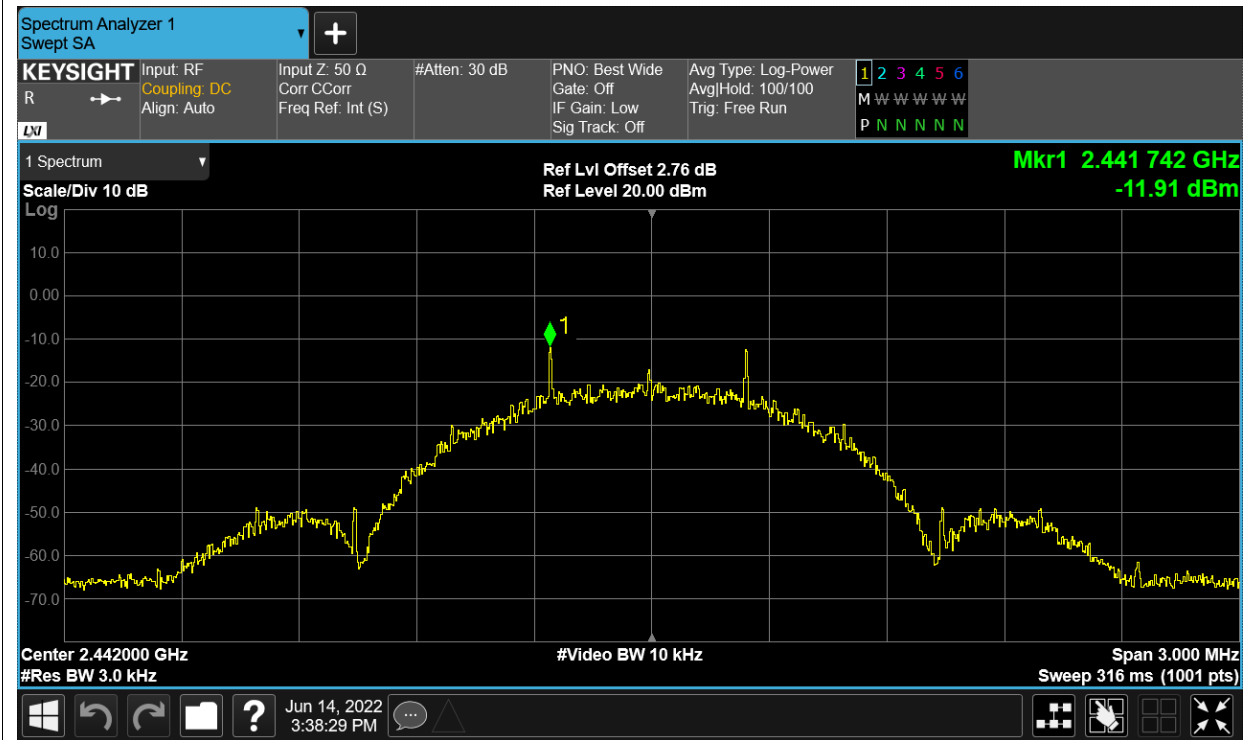 Spectrum Analyzer 1
Swept SA
+
KEYSIGHT Input: RF Input Z: 50 Ω #Atten: 30 dB PNO: Best Wide Avg Type: Log-Power 1 2 3 4 5 6
R Coupling: DC Corr CCorr Gate: Off Avg|Hold: 100/100 M W W W W W
Align: Auto Freq Ref: Int (S) IF Gain: Low Trig: Free Run
LXI Sig Track: Off P N N N N N
1 Spectrum Ref Lvl Offset 2.76 dB Mkr1 2.441 742 GHz
Scale/Div 10 dB Ref Level 20.00 dBm -11.91 dBm
Log
10.0
0.00
1
-10.0
-20.0
-30.0
-40.0
-50.0
-60.0
-70.0
Center 2.442000 GHz #Video BW 10 kHz Span 3.000 MHz
#Res BW 3.0 kHz Sweep 316 ms (1001 pts)
? Jun 14, 2022
3:38:29 PM